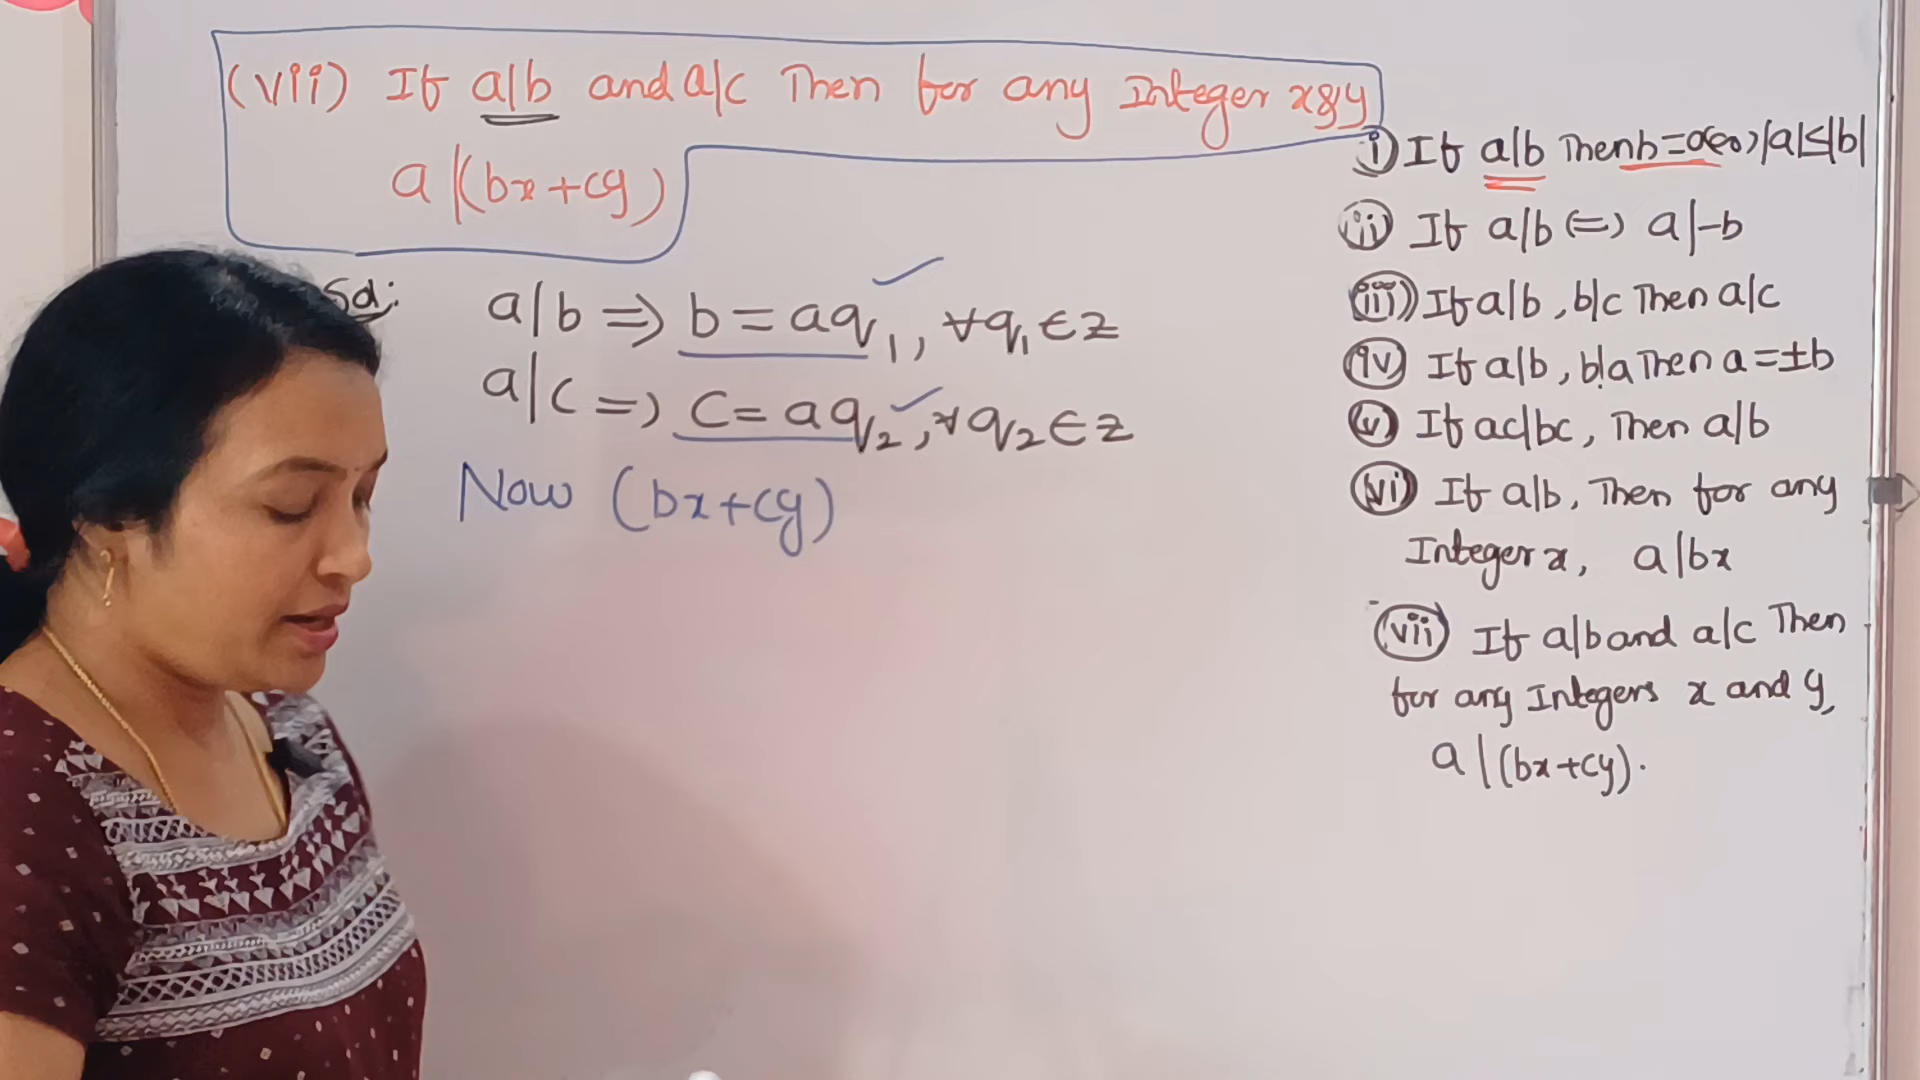 (vii) If a|b and a|c Then for any Integer x&y
a|(bx+cy)
Sol:
a|b => b=aq₁, ∀q₁∈z
a|c => c=aq₂, ∀q₂∈z
Now (bx+cy)
i) If a|b Then |a|≤|b|
ii) If a|b <=> a|-b
iii) If a|b, b|c Then a|c
iv) If a|b, b|a Then a=±b
v) If ac|bc, Then a|b
vi) If a|b, Then for any
Integer x, a|bx
vii) If a|b and a|c Then
for any Integers x and y,
a|(bx+cy).